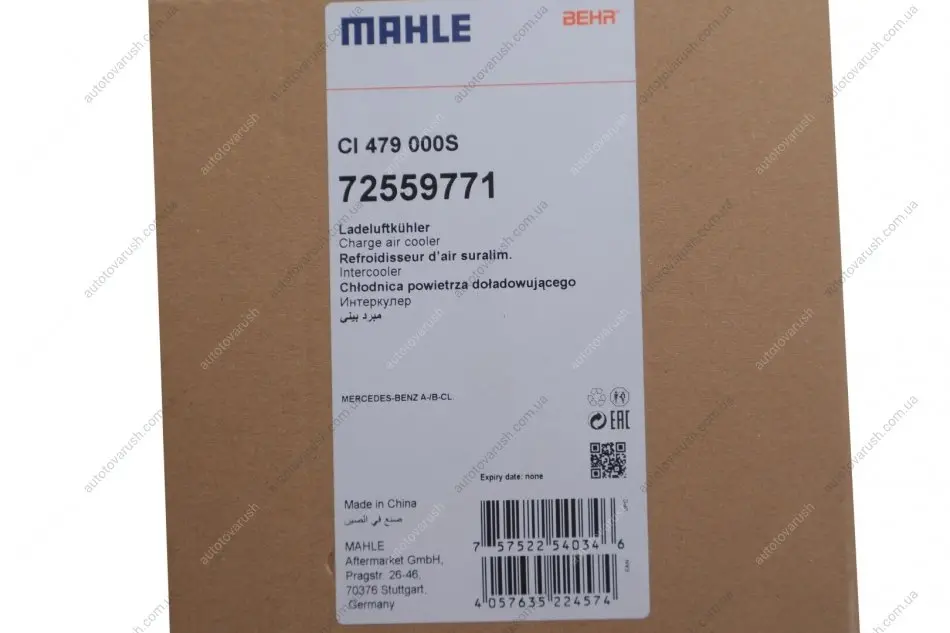 MAHLE
BEHR
CI 479 000S
72559771
Ladeluftkühler
Charge air cooler
Refroidisseur d'air suralim.
Intercooler
Chłodnica powietrza doładowującego
Интеркулер
مبرد بيني
MERCEDES-BENZ A-/B-CL.
EAC
Expiry date: none
Made in China
صنع في الصين
UPC
7 57522 54034 6
MAHLE
Aftermarket GmbH,
Pragstr. 26-46,
70376 Stuttgart,
Germany
EAN
4 057635 224574
autotovarush.com.ua